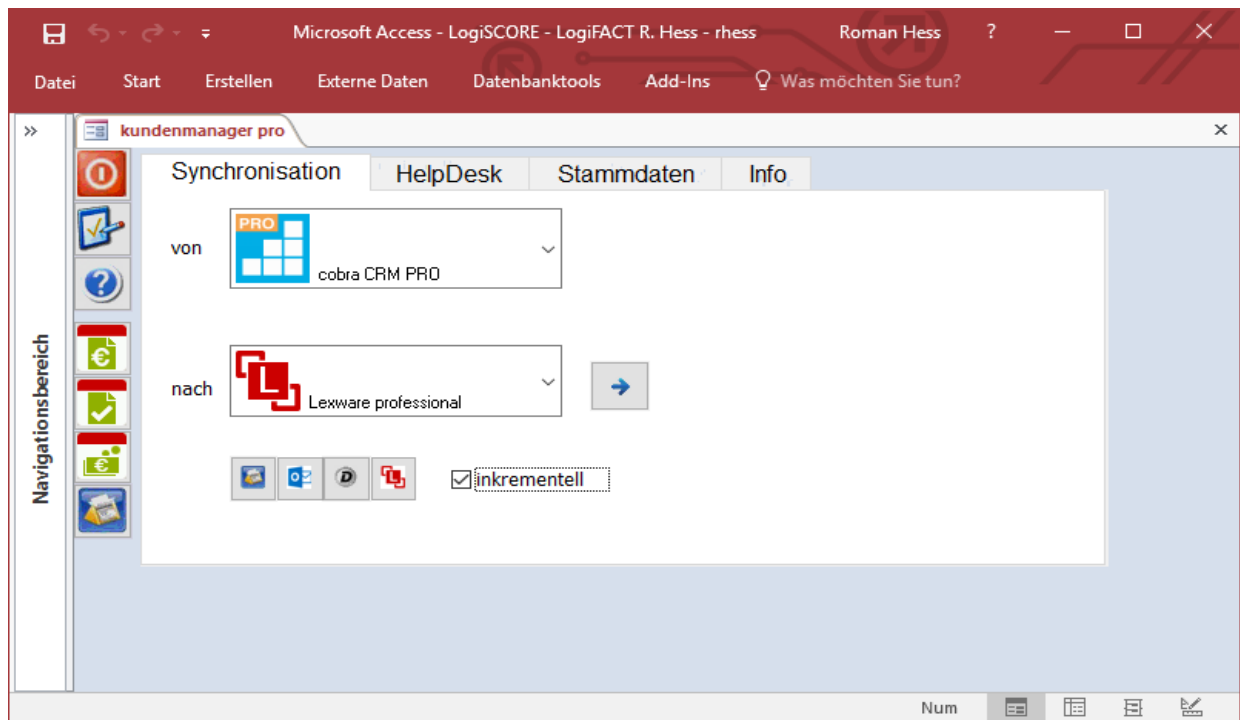 Microsoft Access - LogiSCORE - LogiFACT R. Hess - rhess Roman Hess ?
Datei Start Erstellen Externe Daten Datenbanktools Add-Ins Was möchten Sie tun?
kundenmanager pro
Synchronisation HelpDesk Stammdaten Info
von
PRO
cobra CRM PRO
Navigationsbereich
nach
L
Lexware professional
inkrementell
Num